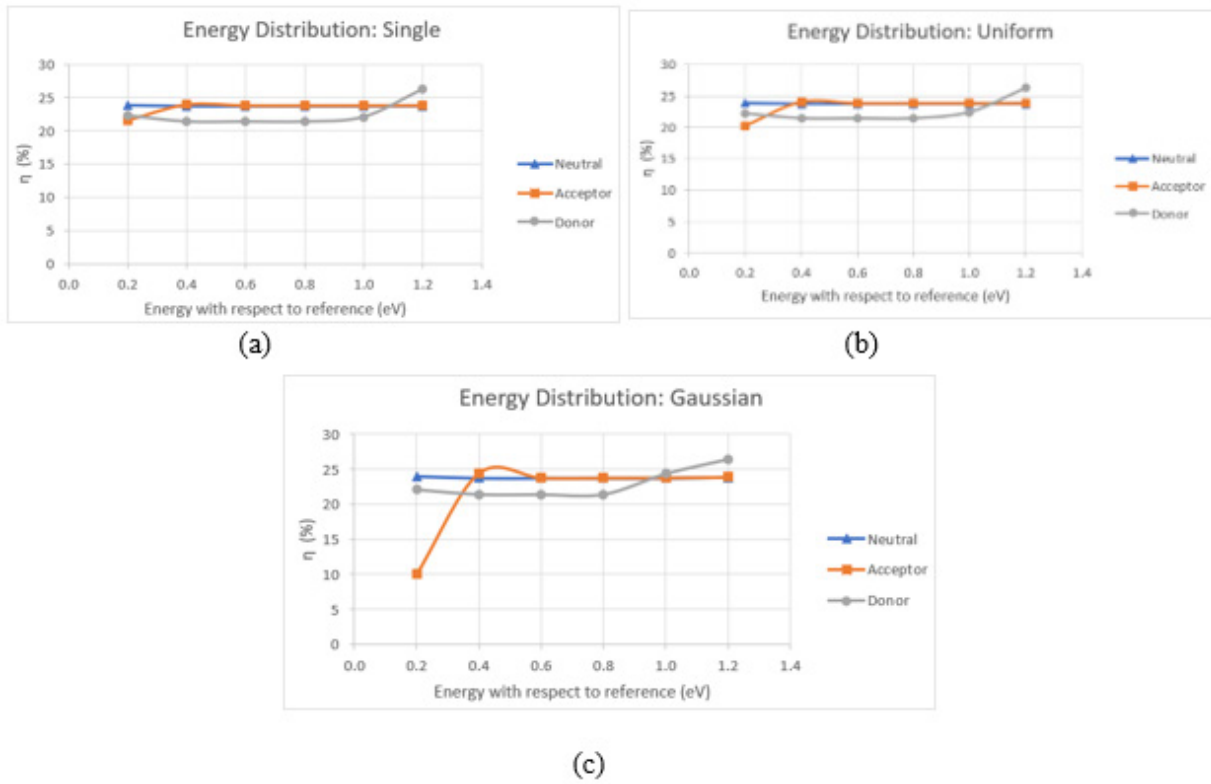 Energy Distribution: Single
30
25
20
15
10
5
0
η (%)
0.0 0.2 0.4 0.6 0.8 1.0 1.2 1.4
Energy with respect to reference (eV)
Neutral
Acceptor
Donor
(a)
Energy Distribution: Uniform
30
25
20
15
10
5
0
η (%)
0.0 0.2 0.4 0.6 0.8 1.0 1.2 1.4
Energy with respect to reference (eV)
Neutral
Acceptor
Donor
(b)
Energy Distribution: Gaussian
30
25
20
15
10
5
0
η (%)
0.0 0.2 0.4 0.6 0.8 1.0 1.2 1.4
Energy with respect to reference (eV)
Neutral
Acceptor
Donor
(c)